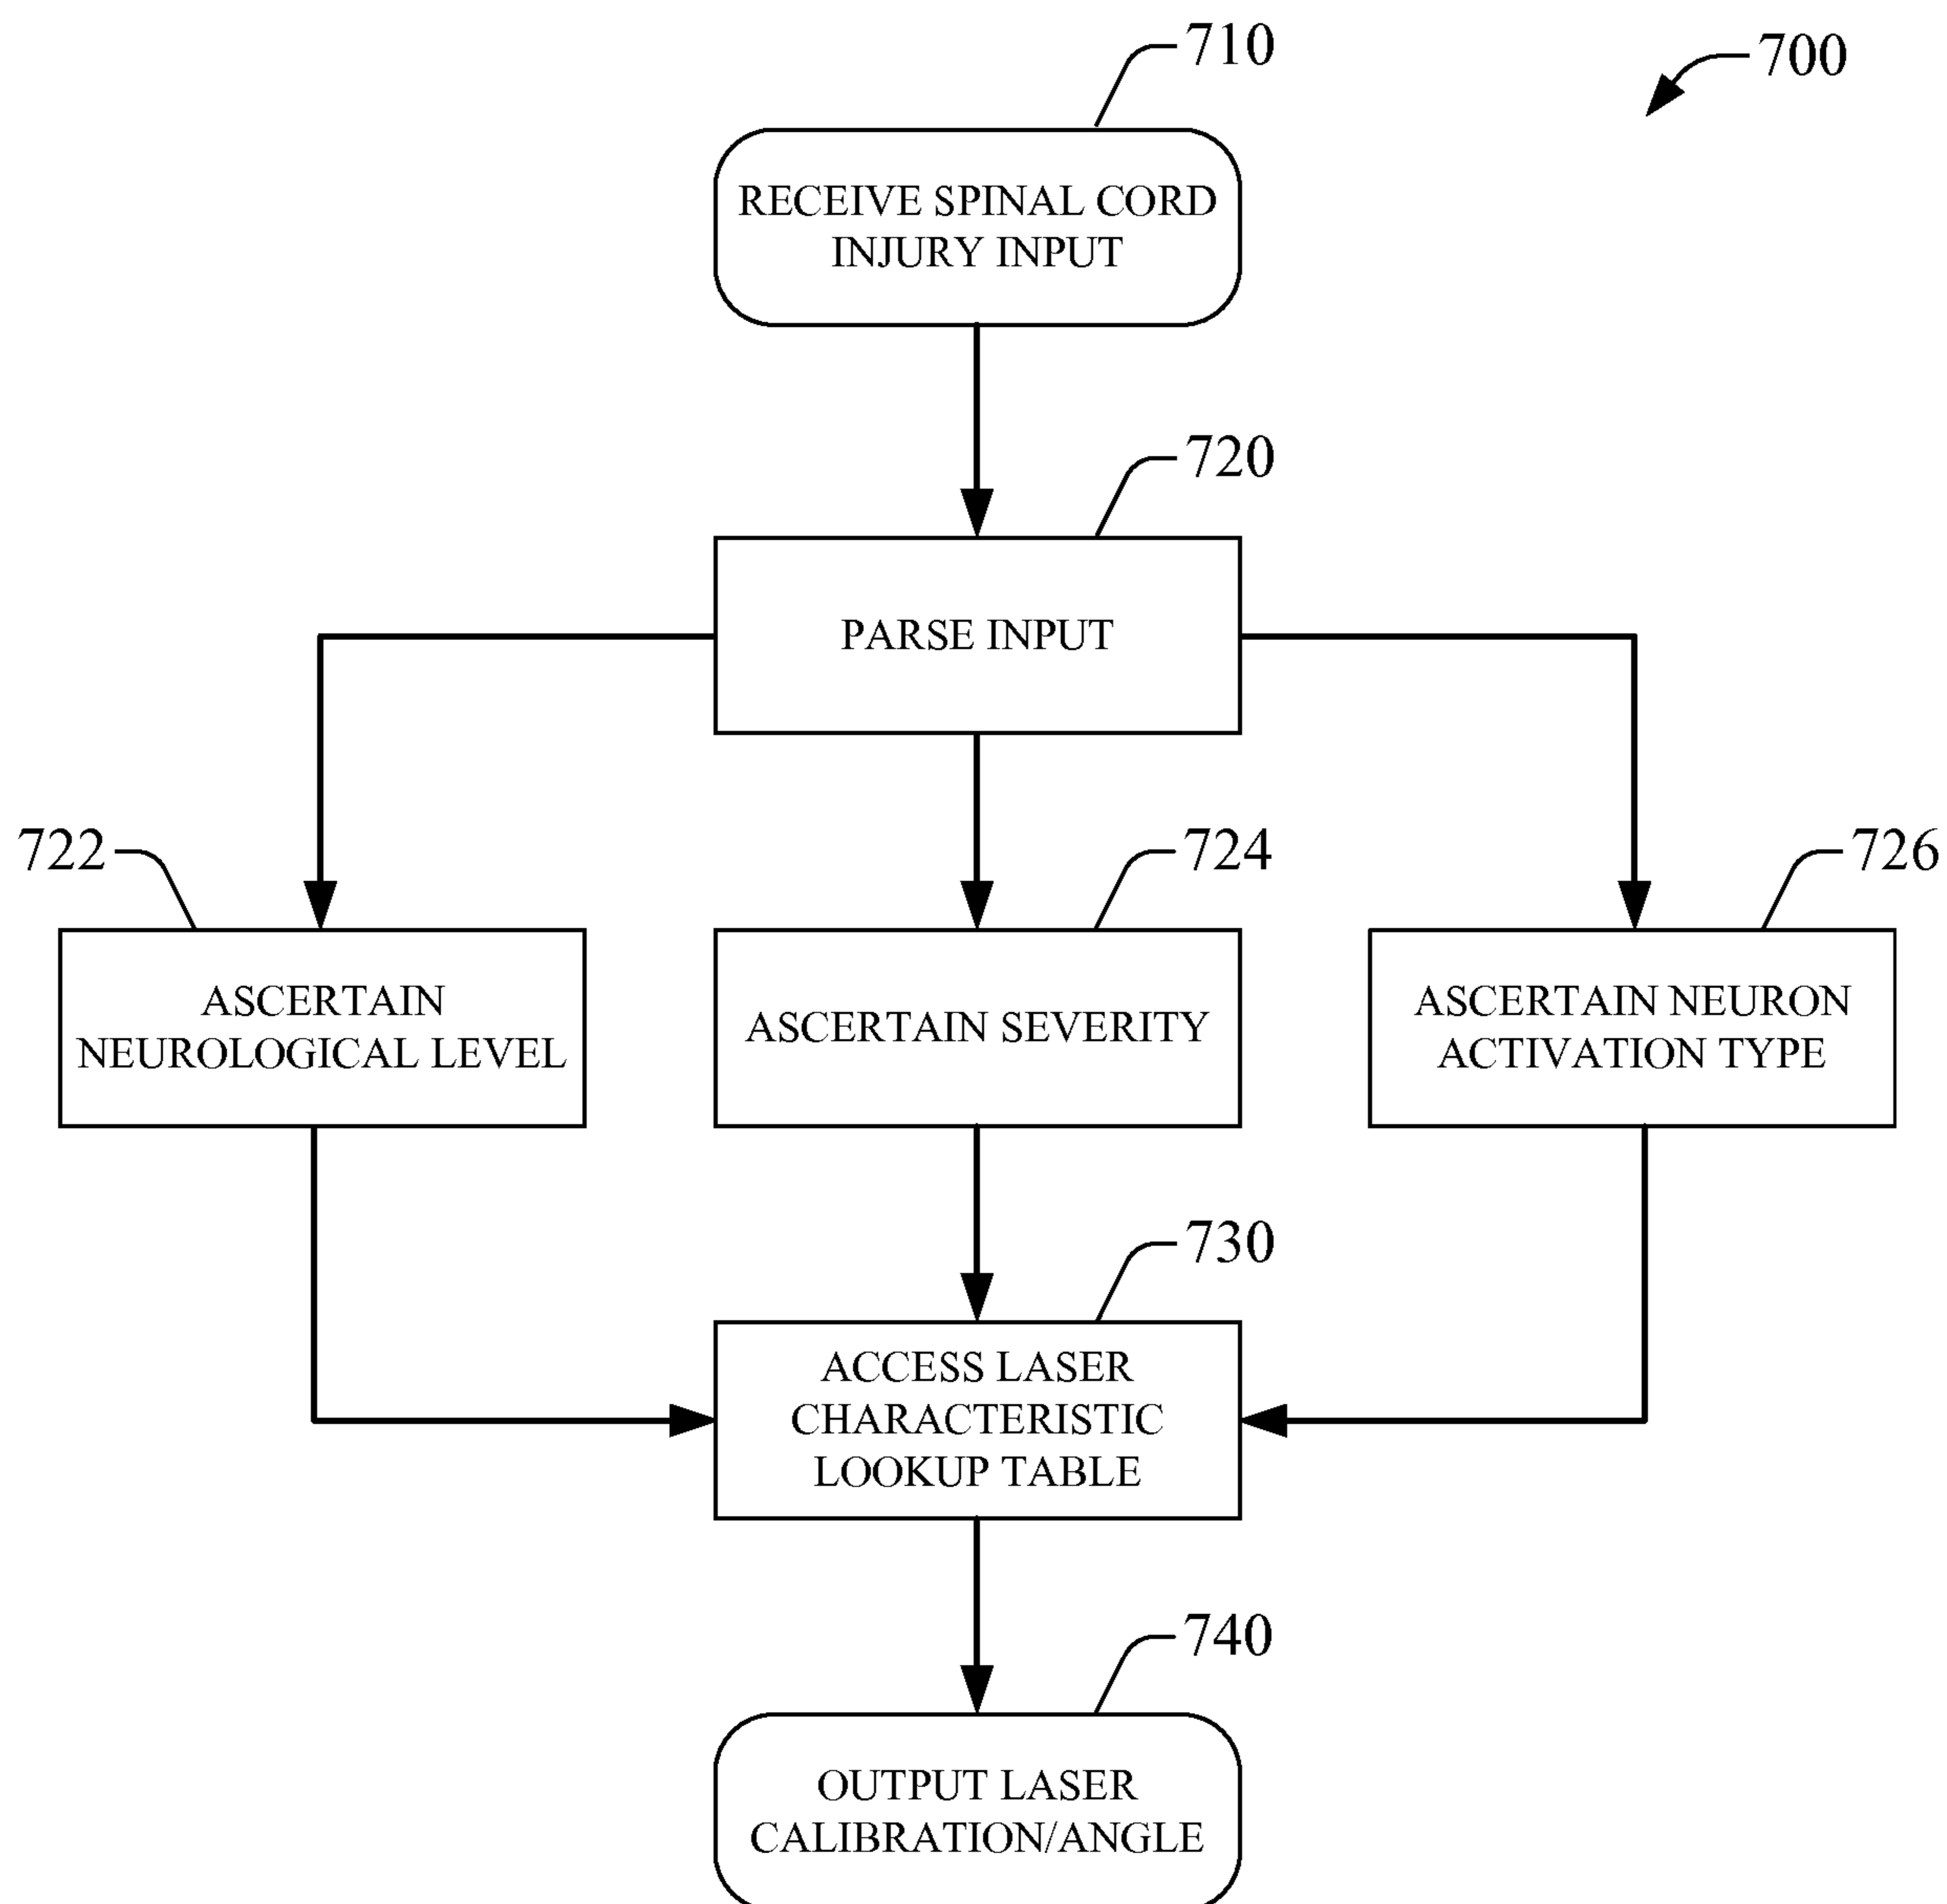 710
700
RECEIVE SPINAL CORD
INJURY INPUT
720
PARSE INPUT
722
724
726
ASCERTAIN
NEUROLOGICAL LEVEL
ASCERTAIN SEVERITY
ASCERTAIN NEURON
ACTIVATION TYPE
730
ACCESS LASER
CHARACTERISTIC
LOOKUP TABLE
740
OUTPUT LASER
CALIBRATION/ANGLE